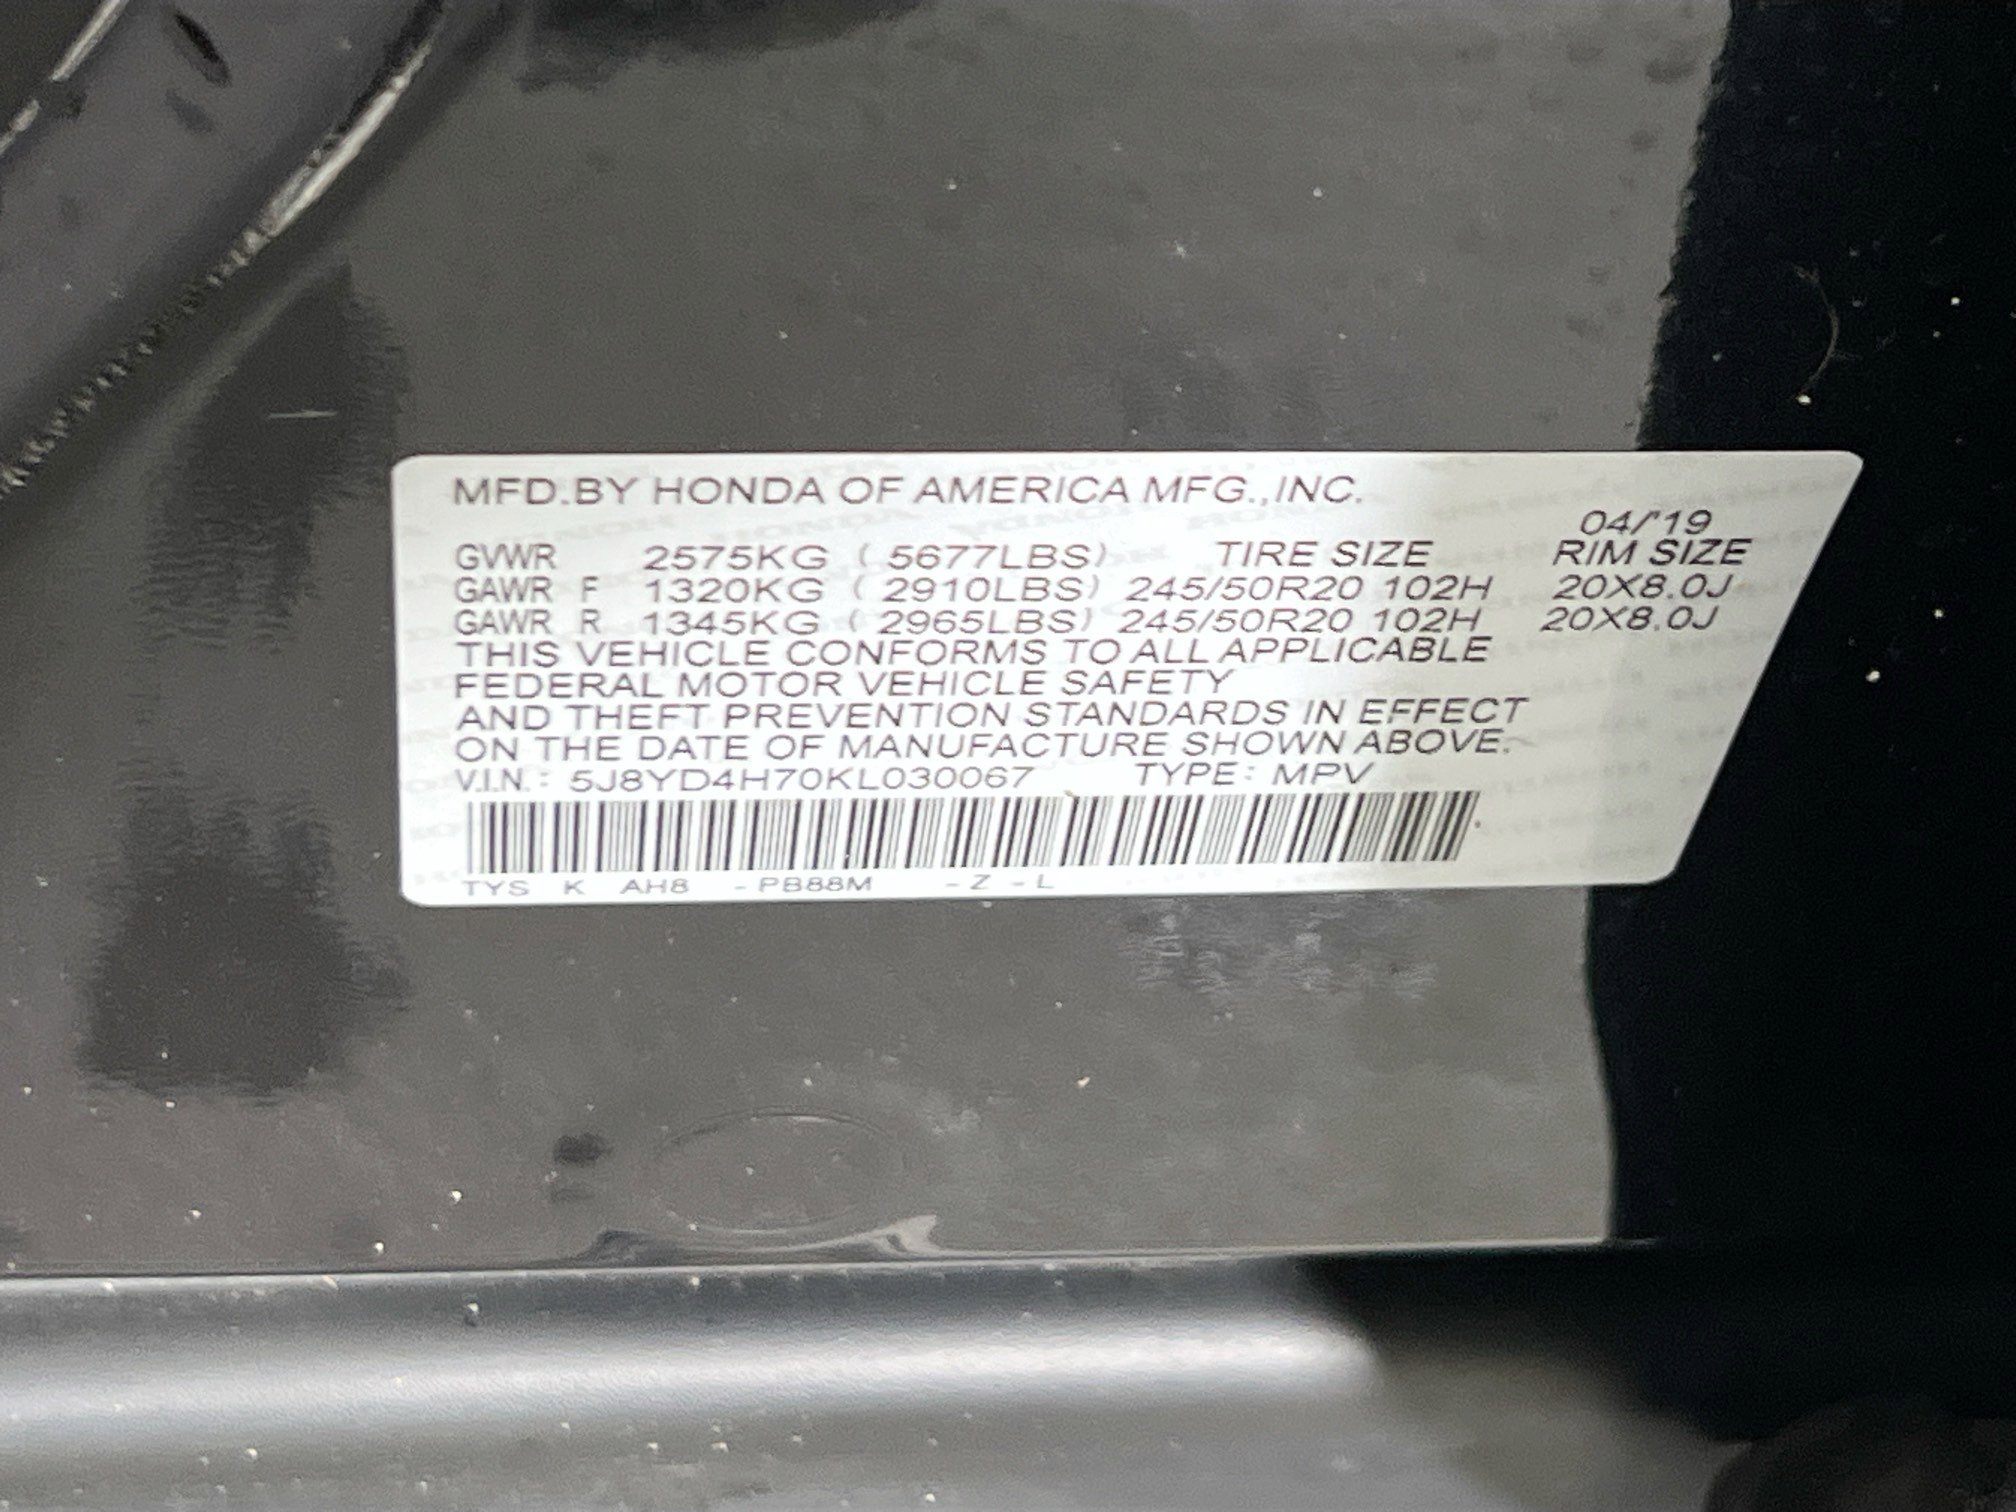 MFD.BY HONDA OF AMERICA MFG.,INC.
04/'19
GVWR 2575KG ( 5677LBS) TIRE SIZE RIM SIZE
GAWR F 1320KG ( 2910LBS) 245/50R20 102H 20X8.0J
GAWR R 1345KG ( 2965LBS) 245/50R20 102H 20X8.0J
THIS VEHICLE CONFORMS TO ALL APPLICABLE
FEDERAL MOTOR VEHICLE SAFETY
AND THEFT PREVENTION STANDARDS IN EFFECT
ON THE DATE OF MANUFACTURE SHOWN ABOVE.
V.I.N.: 5J8YD4H70KL030067 TYPE: MPV
TYS K AH8 -PB88M -Z -L